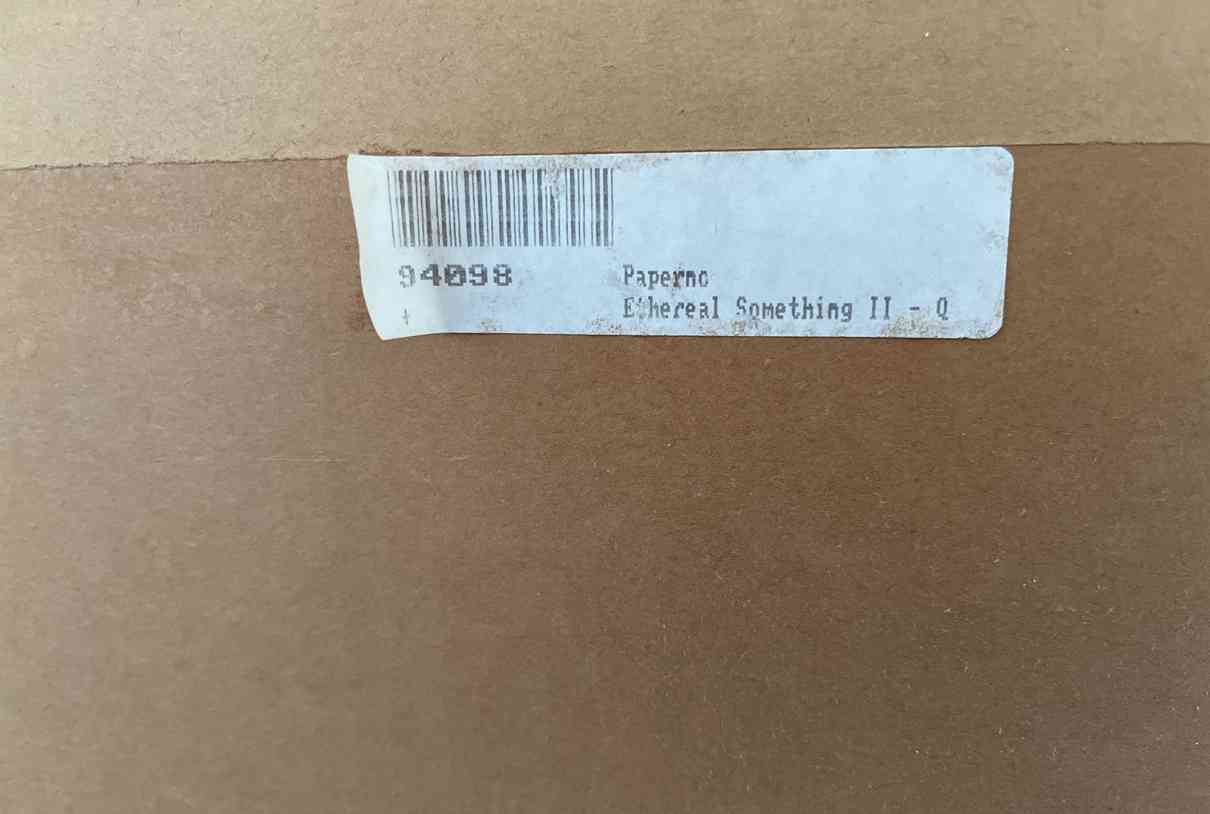 94098
Paperno
Ethereal Something II - Q